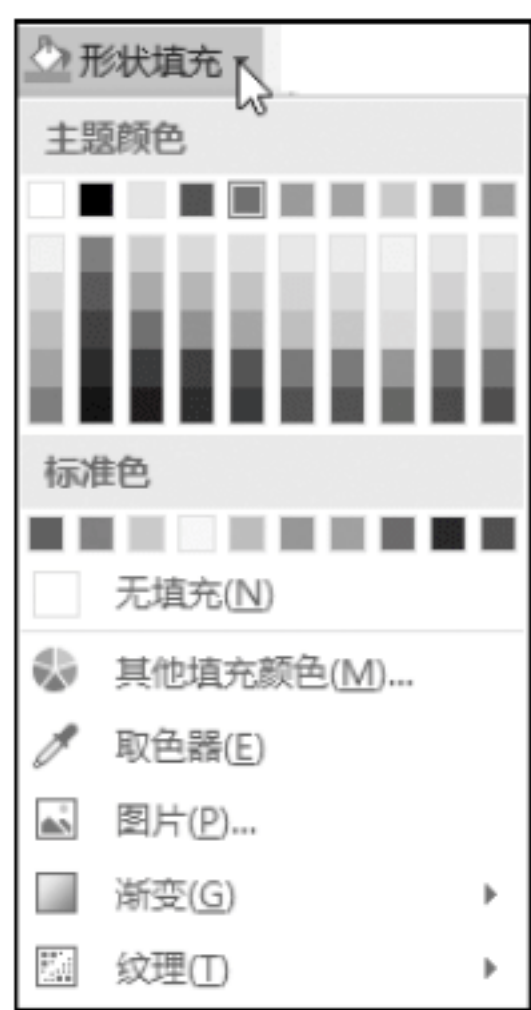 形状填充
主题颜色
标准色
无填充(N)
其他填充颜色(M)...
取色器(E)
图片(P)...
渐变(G)
纹理(T)